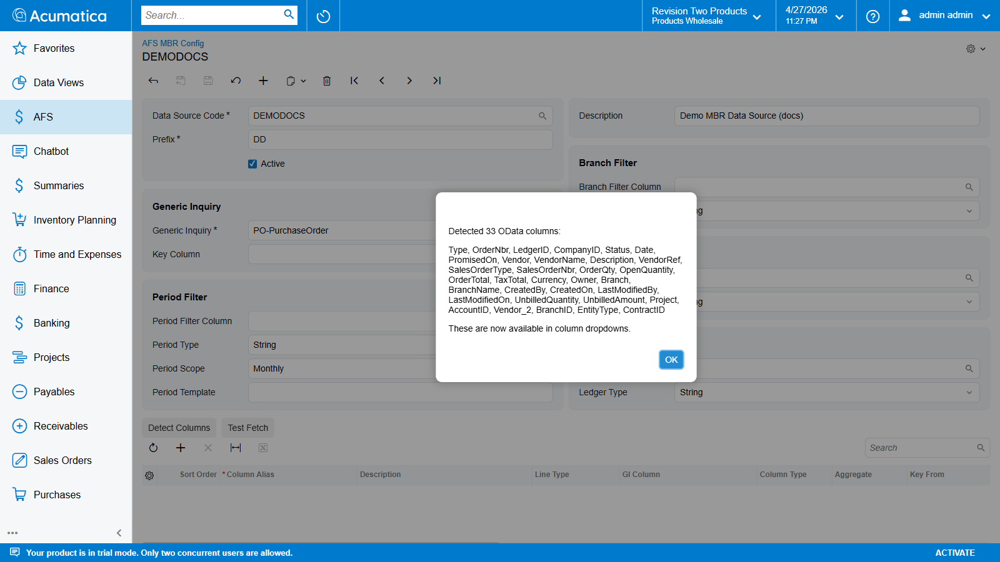 Acumatica
Search...
Revision Two Products
Products Wholesale
4/27/2026
11:27 PM
admin admin
Favorites
Data Views
AFS
Chatbot
Summaries
Inventory Planning
Time and Expenses
Finance
Banking
Projects
Payables
Receivables
Sales Orders
Purchases
AFS MBR Config
DEMODOCS
Data Source Code *
DEMODOCS
Prefix *
DD
Active
Description
Demo MBR Data Source (docs)
Branch Filter
Branch Filter Column
ng
Generic Inquiry
Generic Inquiry *
PO-PurchaseOrder
Key Column
ng
Period Filter
Period Filter Column
Period Type
String
Period Scope
Monthly
Period Template
Ledger Type
String
Detected 33 OData columns:
Type, OrderNbr, LedgerID, CompanyID, Status, Date,
PromisedOn, Vendor, VendorName, Description, VendorRef,
SalesOrderType, SalesOrderNbr, OrderQty, OpenQuantity,
OrderTotal, TaxTotal, Currency, Owner, Branch,
BranchName, CreatedBy, CreatedOn, LastModifiedBy,
LastModifiedOn, UnbilledQuantity, UnbilledAmount, Project,
AccountID, Vendor_2, BranchID, EntityType, ContractID
These are now available in column dropdowns.
OK
Detect Columns
Test Fetch
Search
Sort Order
* Column Alias
Description
Line Type
GI Column
Column Type
Aggregate
Key From
Your product is in trial mode. Only two concurrent users are allowed.
ACTIVATE